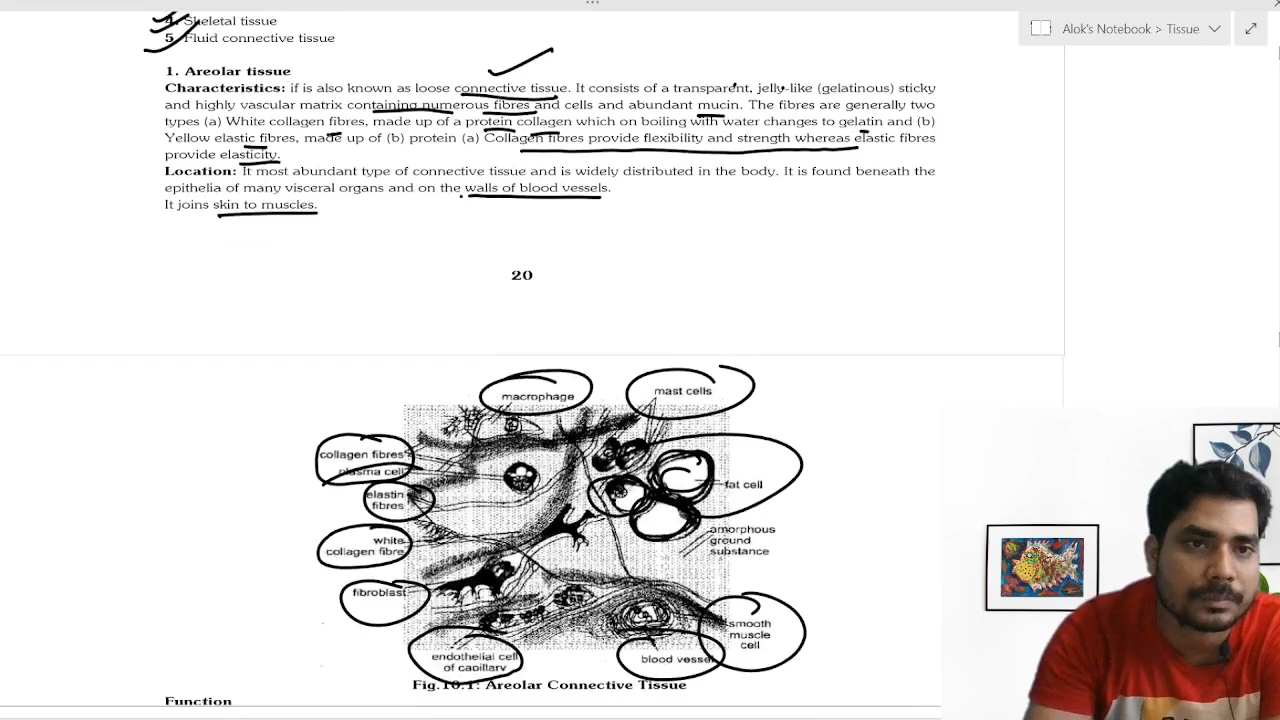 4. Skeletal tissue
5. Fluid connective tissue
Alok's Notebook > Tissue
1. Areolar tissue
Characteristics: if is also known as loose connective tissue. It consists of a transparent, jelly-like (gelatinous) sticky
and highly vascular matrix containing numerous fibres and cells and abundant mucin. The fibres are generally two
types (a) White collagen fibres, made up of a protein collagen which on boiling with water changes to gelatin and (b)
Yellow elastic fibres, made up of (b) protein (a) Collagen fibres provide flexibility and strength whereas elastic fibres
provide elasticity.
Location: It most abundant type of connective tissue and is widely distributed in the body. It is found beneath the
epithelia of many visceral organs and on the walls of blood vessels.
It joins skin to muscles.
20
macrophage
mast cells
collagen fibres
plasma cell
elastin
fibres
white
collagen fibre
fibroblast
endothelial cell
of capillary
fat cell
amorphous
ground
substance
smooth
muscle
cell
blood vessel
Fig.10.1: Areolar Connective Tissue
Function